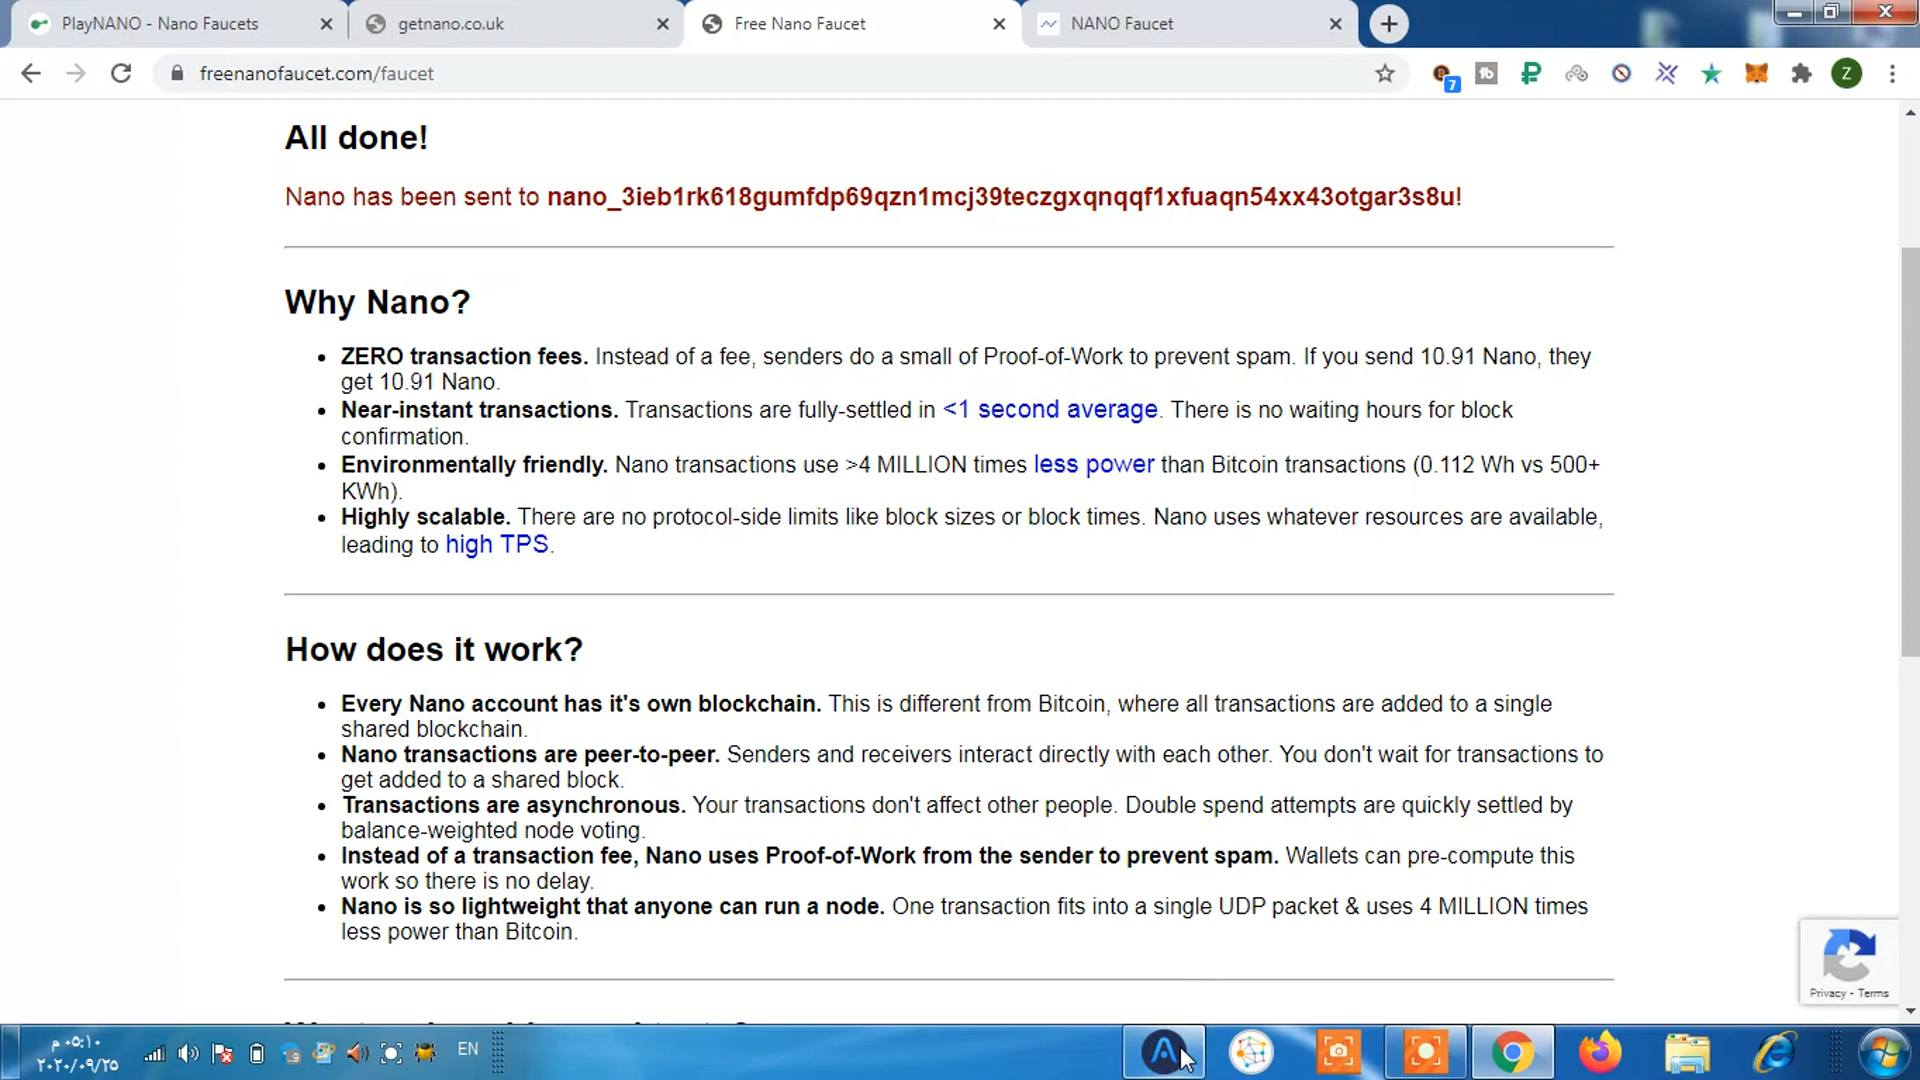 PlayNANO - Nano Faucets
getnano.co.uk
Free Nano Faucet
NANO Faucet
freenanofaucet.com/faucet
7
Z
All done!
Nano has been sent to nano_3ieb1rk618gumfdp69qzn1mcj39teczgxqnqqf1xfuaqn54xx43otgar3s8u!
Why Nano?
ZERO transaction fees. Instead of a fee, senders do a small of Proof-of-Work to prevent spam. If you send 10.91 Nano, they
get 10.91 Nano.
Near-instant transactions. Transactions are fully-settled in <1 second average. There is no waiting hours for block
confirmation.
Environmentally friendly. Nano transactions use >4 MILLION times less power than Bitcoin transactions (0.112 Wh vs 500+
KWh).
Highly scalable. There are no protocol-side limits like block sizes or block times. Nano uses whatever resources are available,
leading to high TPS.
How does it work?
Every Nano account has it's own blockchain. This is different from Bitcoin, where all transactions are added to a single
shared blockchain.
Nano transactions are peer-to-peer. Senders and receivers interact directly with each other. You don't wait for transactions to
get added to a shared block.
Transactions are asynchronous. Your transactions don't affect other people. Double spend attempts are quickly settled by
balance-weighted node voting.
Instead of a transaction fee, Nano uses Proof-of-Work from the sender to prevent spam. Wallets can pre-compute this
work so there is no delay.
Nano is so lightweight that anyone can run a node. One transaction fits into a single UDP packet & uses 4 MILLION times
less power than Bitcoin.
Privacy - Terms
٠٥:١٠ م
٢٠٢٠/٠٩/٢٥
EN